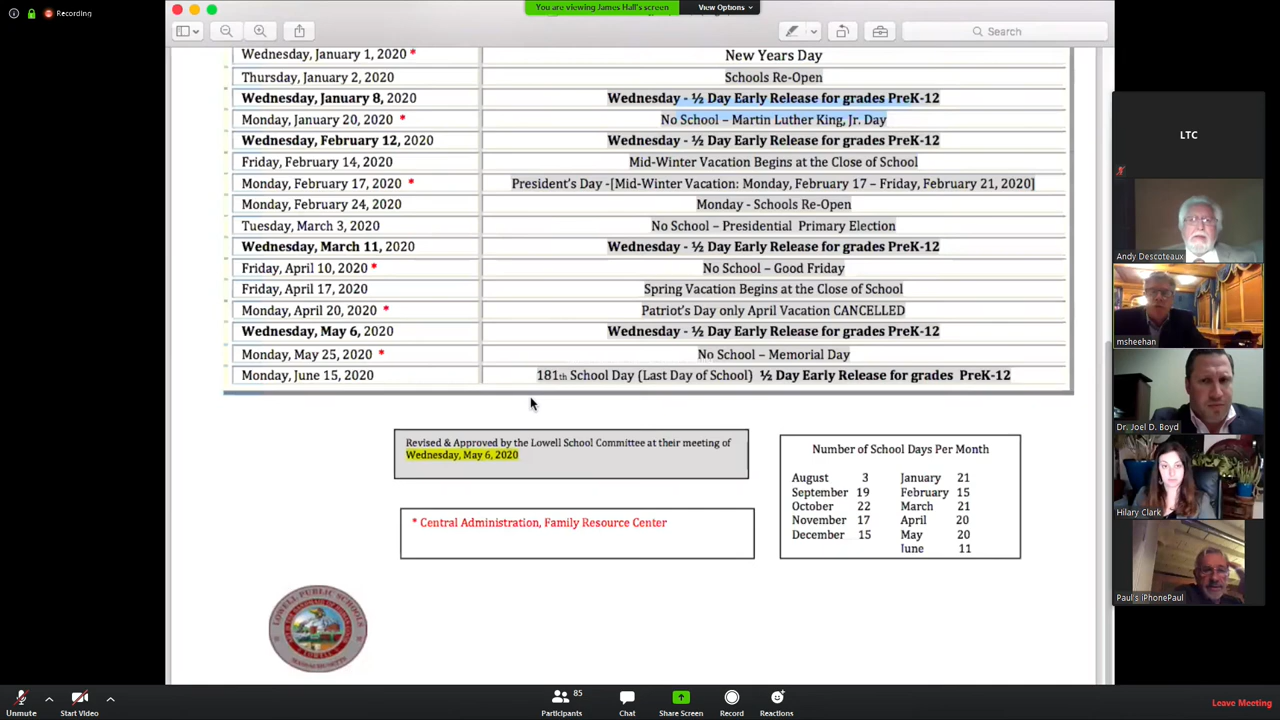 Recording
You are viewing James Hall's screen
View Options
Search
Wednesday, January 1, 2020 * New Years Day
Thursday, January 2, 2020 Schools Re-Open
Wednesday, January 8, 2020 Wednesday - ½ Day Early Release for grades PreK-12
Monday, January 20, 2020 * No School – Martin Luther King, Jr. Day
Wednesday, February 12, 2020 Wednesday - ½ Day Early Release for grades PreK-12
Friday, February 14, 2020 Mid-Winter Vacation Begins at the Close of School
Monday, February 17, 2020 * President's Day -[Mid-Winter Vacation: Monday, February 17 – Friday, February 21, 2020]
Monday, February 24, 2020 Monday - Schools Re-Open
Tuesday, March 3, 2020 No School – Presidential Primary Election
Wednesday, March 11, 2020 Wednesday - ½ Day Early Release for grades PreK-12
Friday, April 10, 2020 * No School – Good Friday
Friday, April 17, 2020 Spring Vacation Begins at the Close of School
Monday, April 20, 2020 * Patriot's Day only April Vacation CANCELLED
Wednesday, May 6, 2020 Wednesday - ½ Day Early Release for grades PreK-12
Monday, May 25, 2020 * No School – Memorial Day
Monday, June 15, 2020 181th School Day (Last Day of School) ½ Day Early Release for grades PreK-12
Revised & Approved by the Lowell School Committee at their meeting of
Wednesday, May 6, 2020
* Central Administration, Family Resource Center
Number of School Days Per Month
August 3 January 21
September 19 February 15
October 22 March 21
November 17 April 20
December 15 May 20
June 11
LOWELL PUBLIC SCHOOLS
MASSACHUSETTS
LTC
Andy Descoteaux
msheehan
Dr. Joel D. Boyd
Hilary Clark
Paul's iPhonePaul
Unmute
Start Video
85
Participants
Chat
Share Screen
Record
Reactions
Leave Meeting